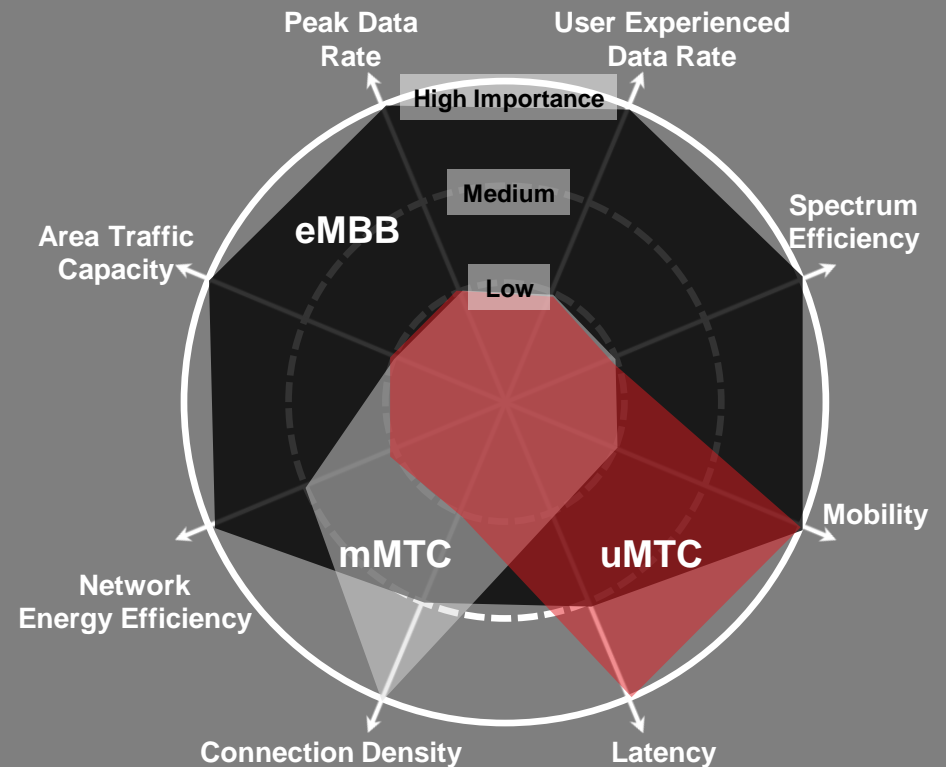 Peak Data
Rate
User Experienced
Data Rate
High Importance
Medium
Spectrum
Efficiency
eMBB
Area Traffic
Capacity
Low
Mobility
mMTC
uMTC
Network
Energy Efficiency
Connection Density
Latency